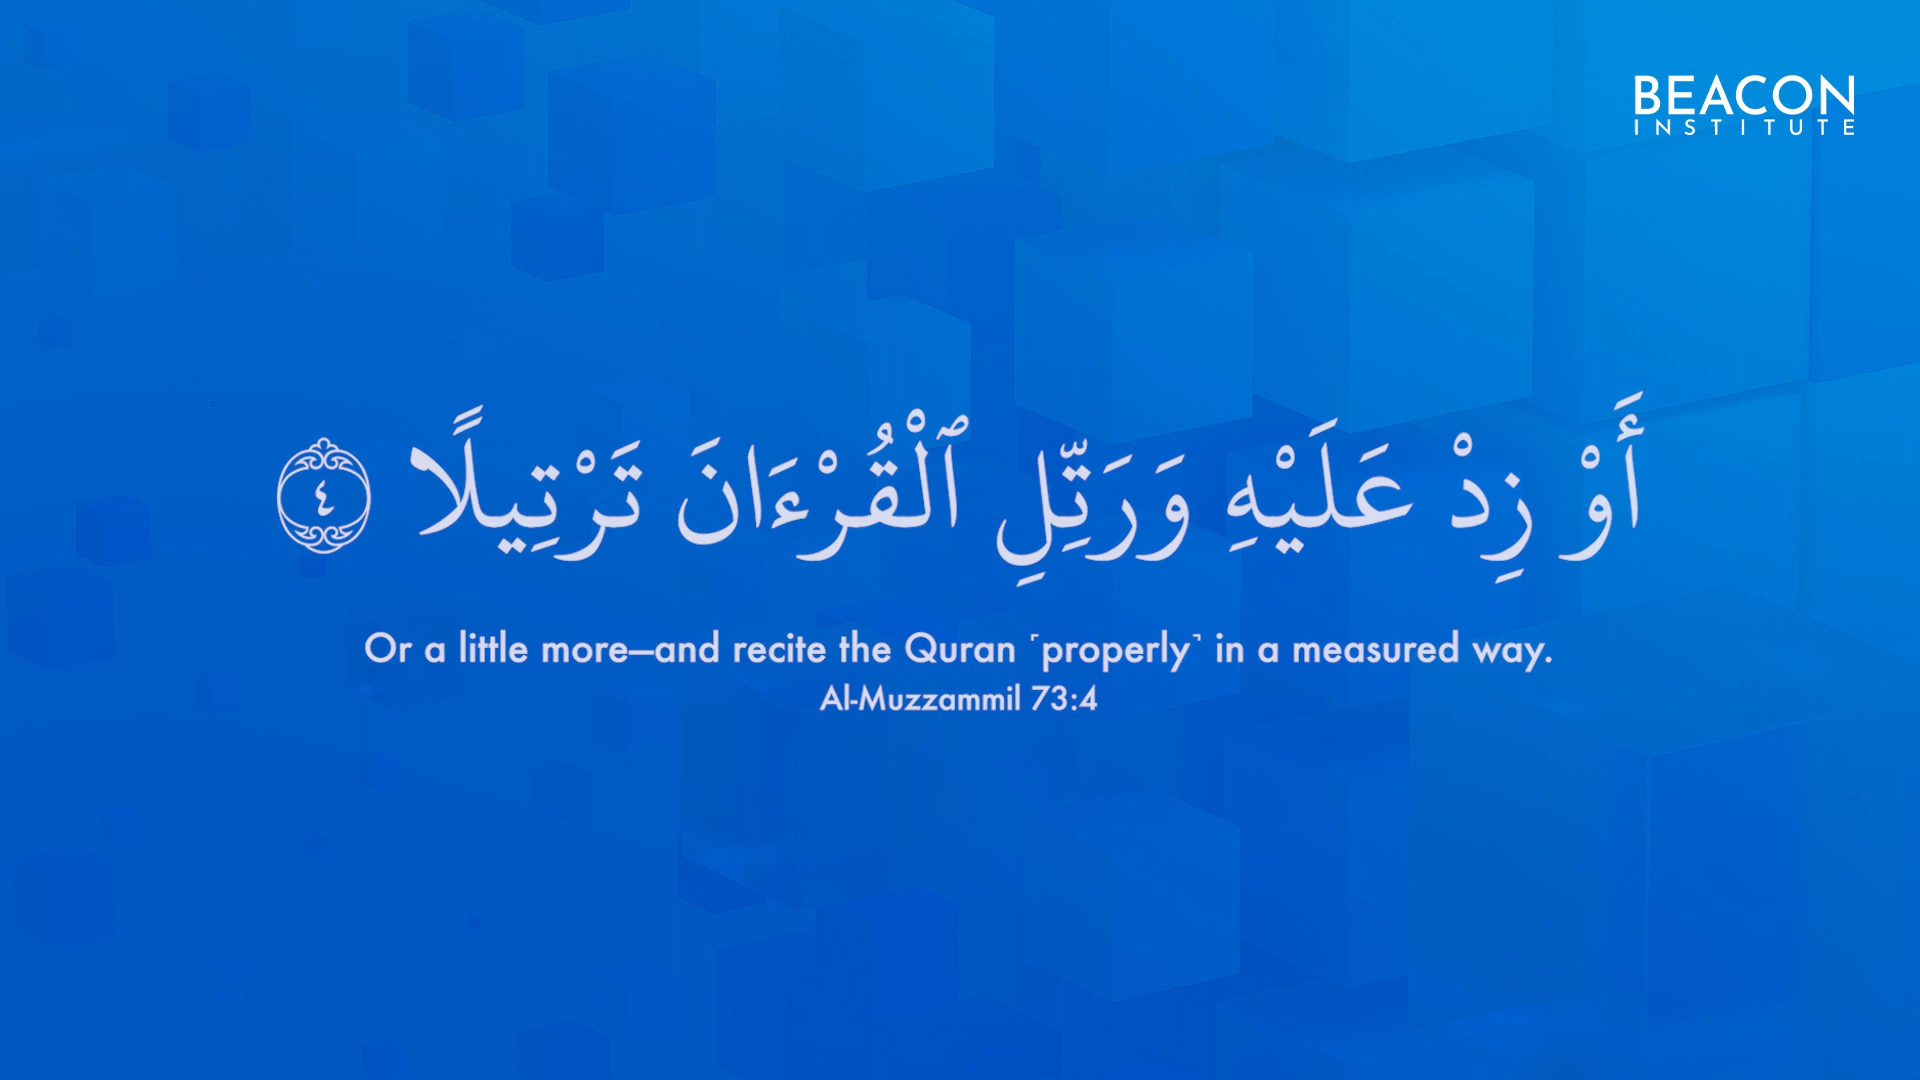 BEACON
INSTITUTE
أَوْ زِدْ عَلَيْهِ وَرَتِّلِ ٱلْقُرْءَانَ تَرْتِيلًا ٤
Or a little more—and recite the Quran ˹properly˺ in a measured way.
Al-Muzzammil 73:4